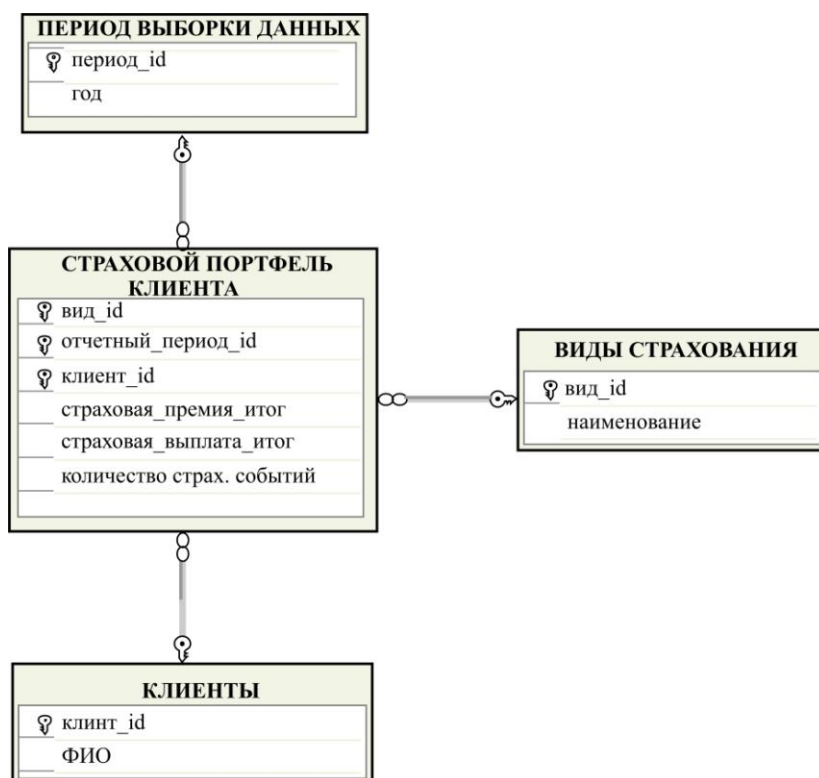 ПЕРИОД ВЫБОРКИ ДАННЫХ
период_id
год
СТРАХОВОЙ ПОРТФЕЛЬ
КЛИЕНТА
вид_id
отчетный_период_id
клиент_id
страховая_премия_итог
страховая_выплата_итог
количество страх. событий
ВИДЫ СТРАХОВАНИЯ
вид_id
наименование
КЛИЕНТЫ
клинт_id
ФИО